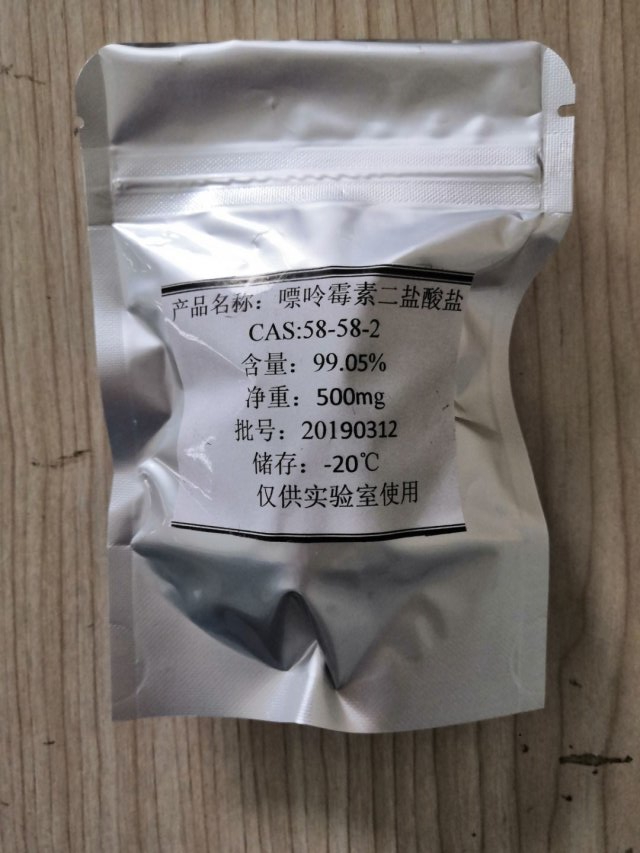 产品名称：嘌呤霉素二盐酸盐
CAS:58-58-2
含量：99.05%
净重：500mg
批号：20190312
储存：-20℃
仅供实验室使用